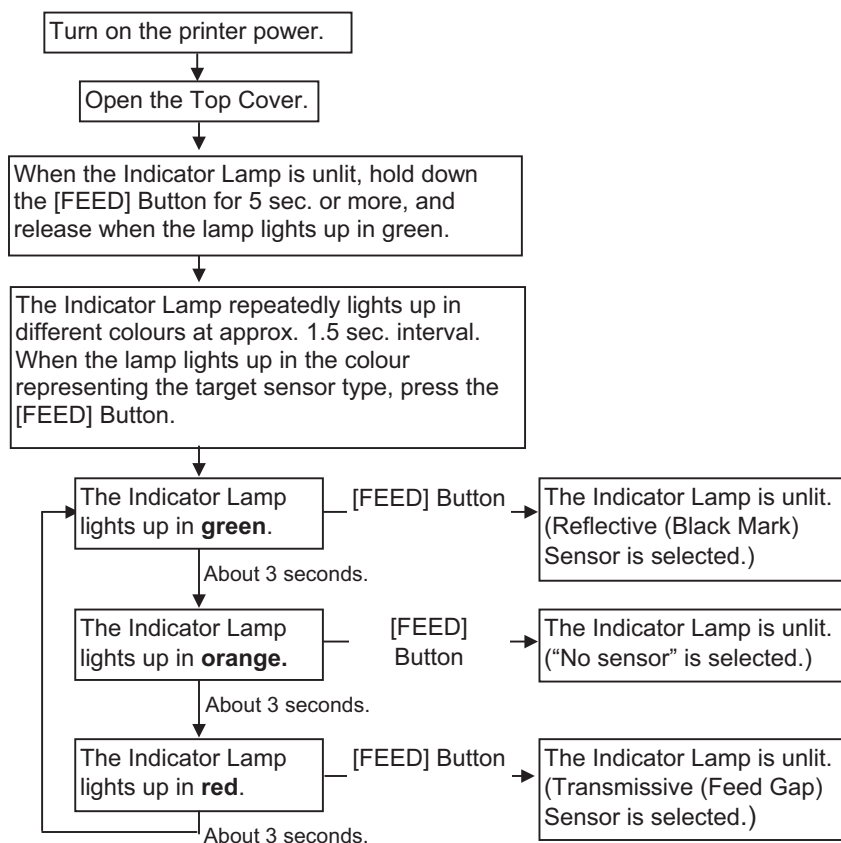 Turn on the printer power.
Open the Top Cover.
When the Indicator Lamp is unlit, hold down
the [FEED] Button for 5 sec. or more, and
release when the lamp lights up in green.
The Indicator Lamp repeatedly lights up in
different colours at approx. 1.5 sec. interval.
When the lamp lights up in the colour
representing the target sensor type, press the
[FEED] Button.
The Indicator Lamp
lights up in green.
[FEED] Button
The Indicator Lamp is unlit.
(Reflective (Black Mark)
Sensor is selected.)
About 3 seconds.
The Indicator Lamp
lights up in orange.
[FEED]
Button
The Indicator Lamp is unlit.
(“No sensor” is selected.)
About 3 seconds.
The Indicator Lamp
lights up in red.
[FEED] Button
The Indicator Lamp is unlit.
(Transmissive (Feed Gap)
Sensor is selected.)
About 3 seconds.